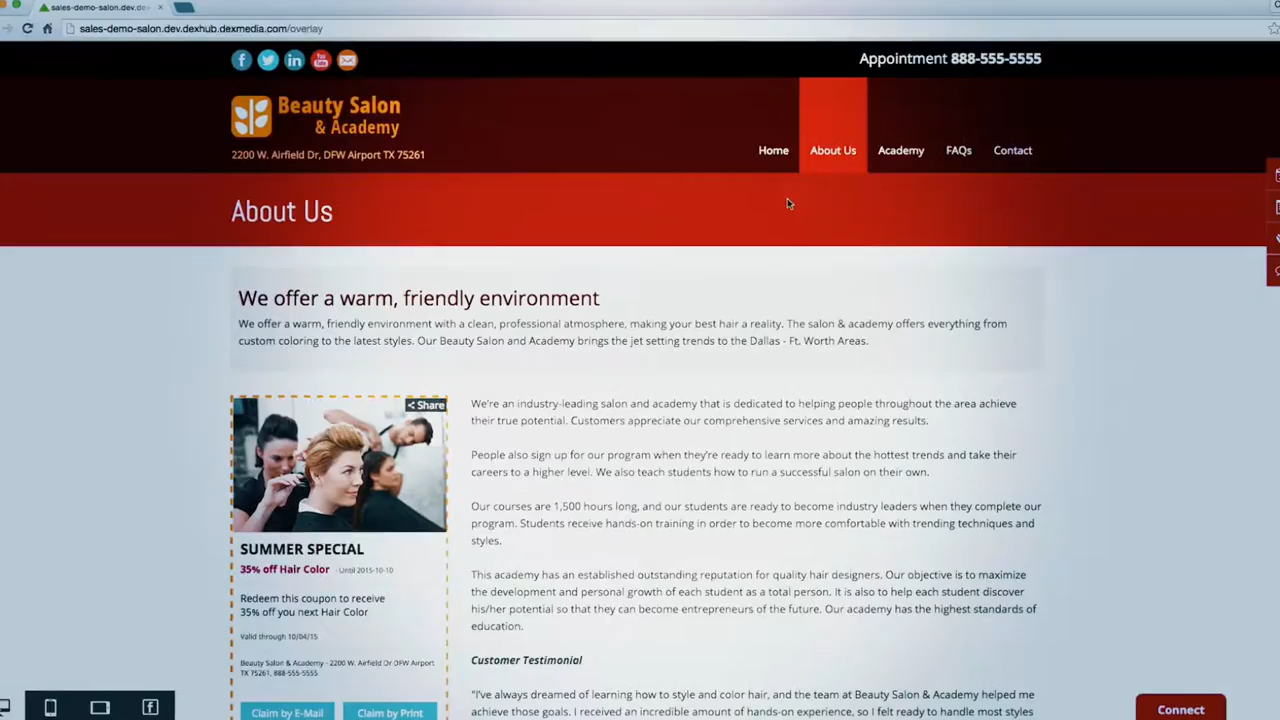 sales-demo-salon.dev.de
sales-demo-salon.dev.dexhub.dexmedia.com/overlay
You Tube
Appointment 888-555-5555
Beauty Salon
& Academy
2200 W. Airfield Dr, DFW Airport TX 75261
Home About Us Academy FAQs Contact
About Us
We offer a warm, friendly environment
We offer a warm, friendly environment with a clean, professional atmosphere, making your best hair a reality. The salon & academy offers everything from
custom coloring to the latest styles. Our Beauty Salon and Academy brings the jet setting trends to the Dallas - Ft. Worth Areas.
Share
SUMMER SPECIAL
35% off Hair Color - Until 2015-10-10
Redeem this coupon to receive
35% off you next Hair Color
Valid through 10/04/15
Beauty Salon & Academy - 2200 W. Airfield Dr DFW Airport
TX 75261, 888-555-5555
Claim by E-Mail Claim by Print
We're an industry-leading salon and academy that is dedicated to helping people throughout the area achieve
their true potential. Customers appreciate our comprehensive services and amazing results.
People also sign up for our program when they're ready to learn more about the hottest trends and take their
careers to a higher level. We also teach students how to run a successful salon on their own.
Our courses are 1,500 hours long, and our students are ready to become industry leaders when they complete our
program. Students receive hands-on training in order to become more comfortable with trending techniques and
styles.
This academy has an established outstanding reputation for quality hair designers. Our objective is to maximize
the development and personal growth of each student as a total person. It is also to help each student discover
his/her potential so that they can become entrepreneurs of the future. Our academy has the highest standards of
education.
Customer Testimonial
"I've always dreamed of learning how to style and color hair, and the team at Beauty Salon & Academy helped me
achieve those goals. I received an incredible amount of hands-on experience, so I felt ready to handle most styles
Connect